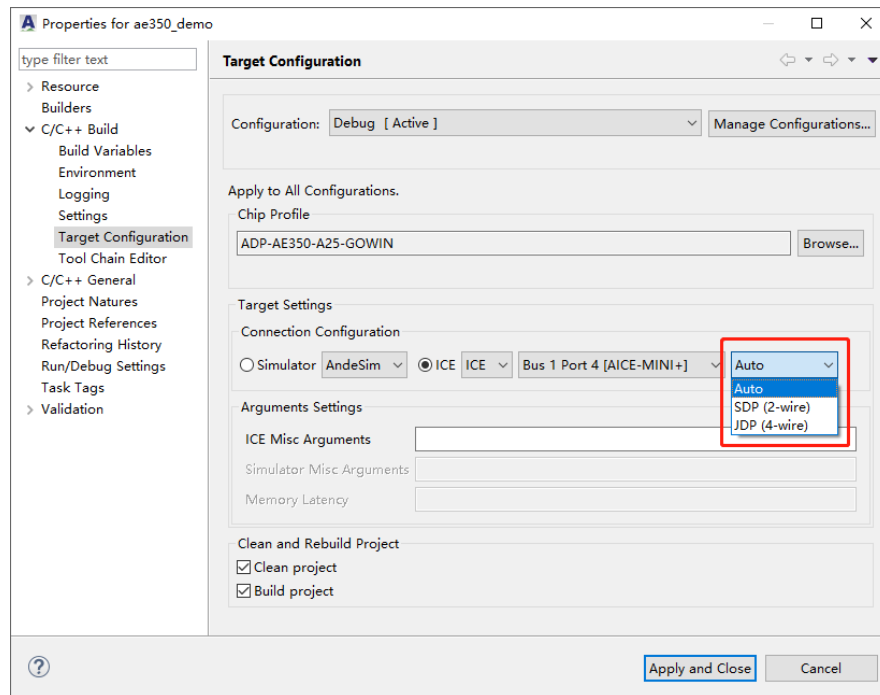 Properties for ae350_demo
type filter text
Resource
Builders
C/C++ Build
Build Variables
Environment
Logging
Settings
Target Configuration
Tool Chain Editor
C/C++ General
Project Natures
Project References
Refactoring History
Run/Debug Settings
Task Tags
Validation
Target Configuration
Configuration: Debug [ Active ] Manage Configurations...
Apply to All Configurations.
Chip Profile
ADP-AE350-A25-GOWIN Browse...
Target Settings
Connection Configuration
Simulator AndeSim ICE ICE Bus 1 Port 4 [AICE-MINI+] Auto
Auto
SDP (2-wire)
JDP (4-wire)
Arguments Settings
ICE Misc Arguments
Simulator Misc Arguments
Memory Latency
Clean and Rebuild Project
Clean project
Build project
? Apply and Close Cancel